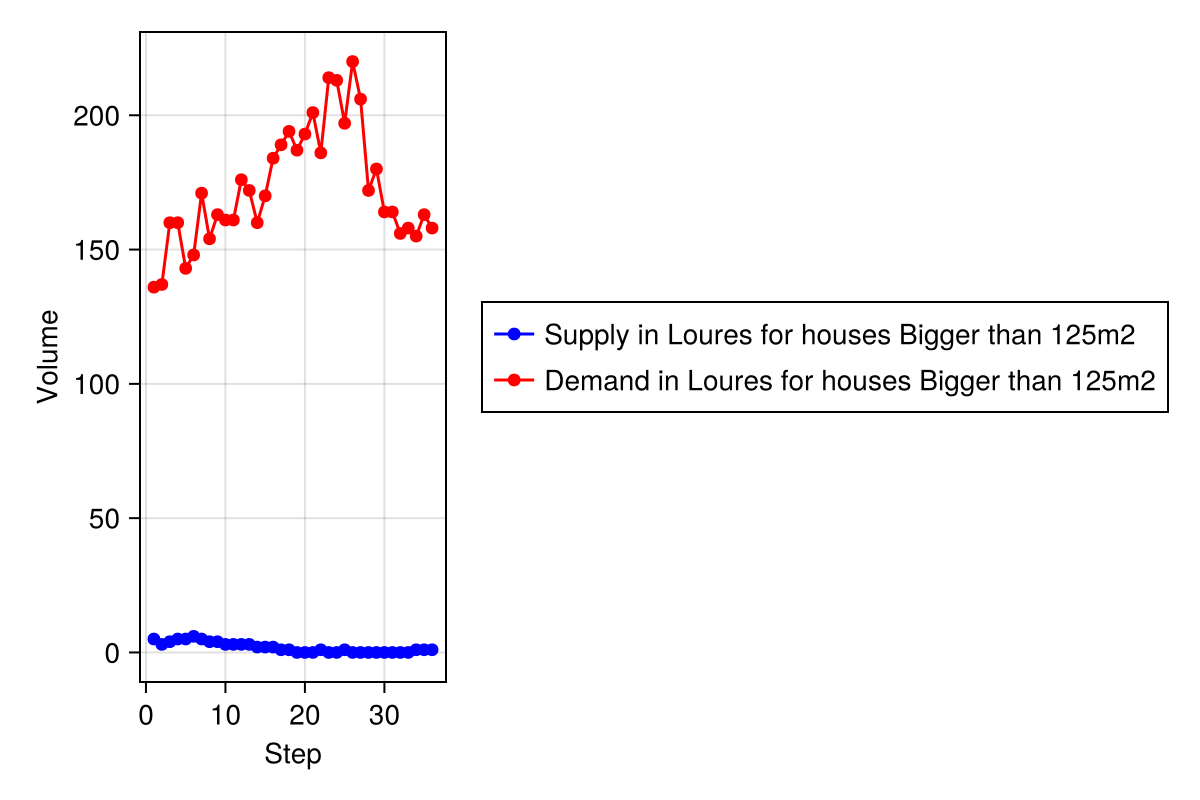 Volume
200
150
100
50
0
0 10 20 30
Step
Supply in Loures for houses Bigger than 125m2
Demand in Loures for houses Bigger than 125m2